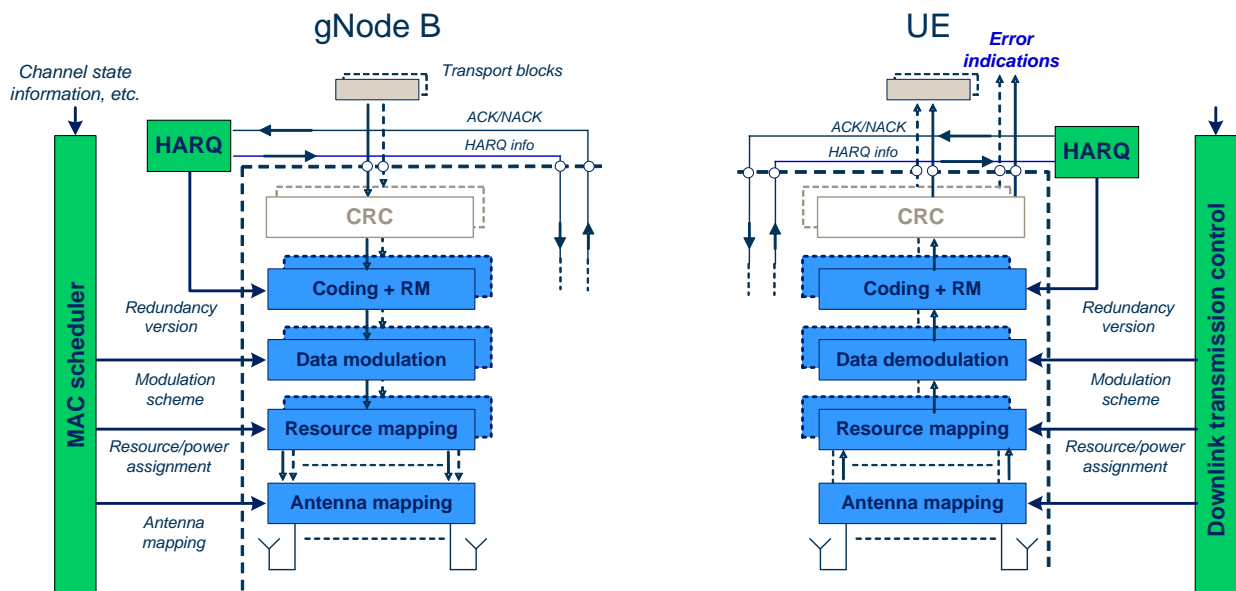 gNode B
UE
Channel state
information, etc.
Transport blocks
Error
indications
ACK/NACK
HARQ
HARQ info
ACK/NACK
HARQ
HARQ info
MAC scheduler
CRC
Coding + RM
Redundancy
version
Data modulation
Modulation
scheme
Resource mapping
Resource/power
assignment
Antenna mapping
Antenna
mapping
CRC
Coding + RM
Redundancy
version
Data demodulation
Modulation
scheme
Resource mapping
Resource/power
assignment
Antenna mapping
Downlink transmission control